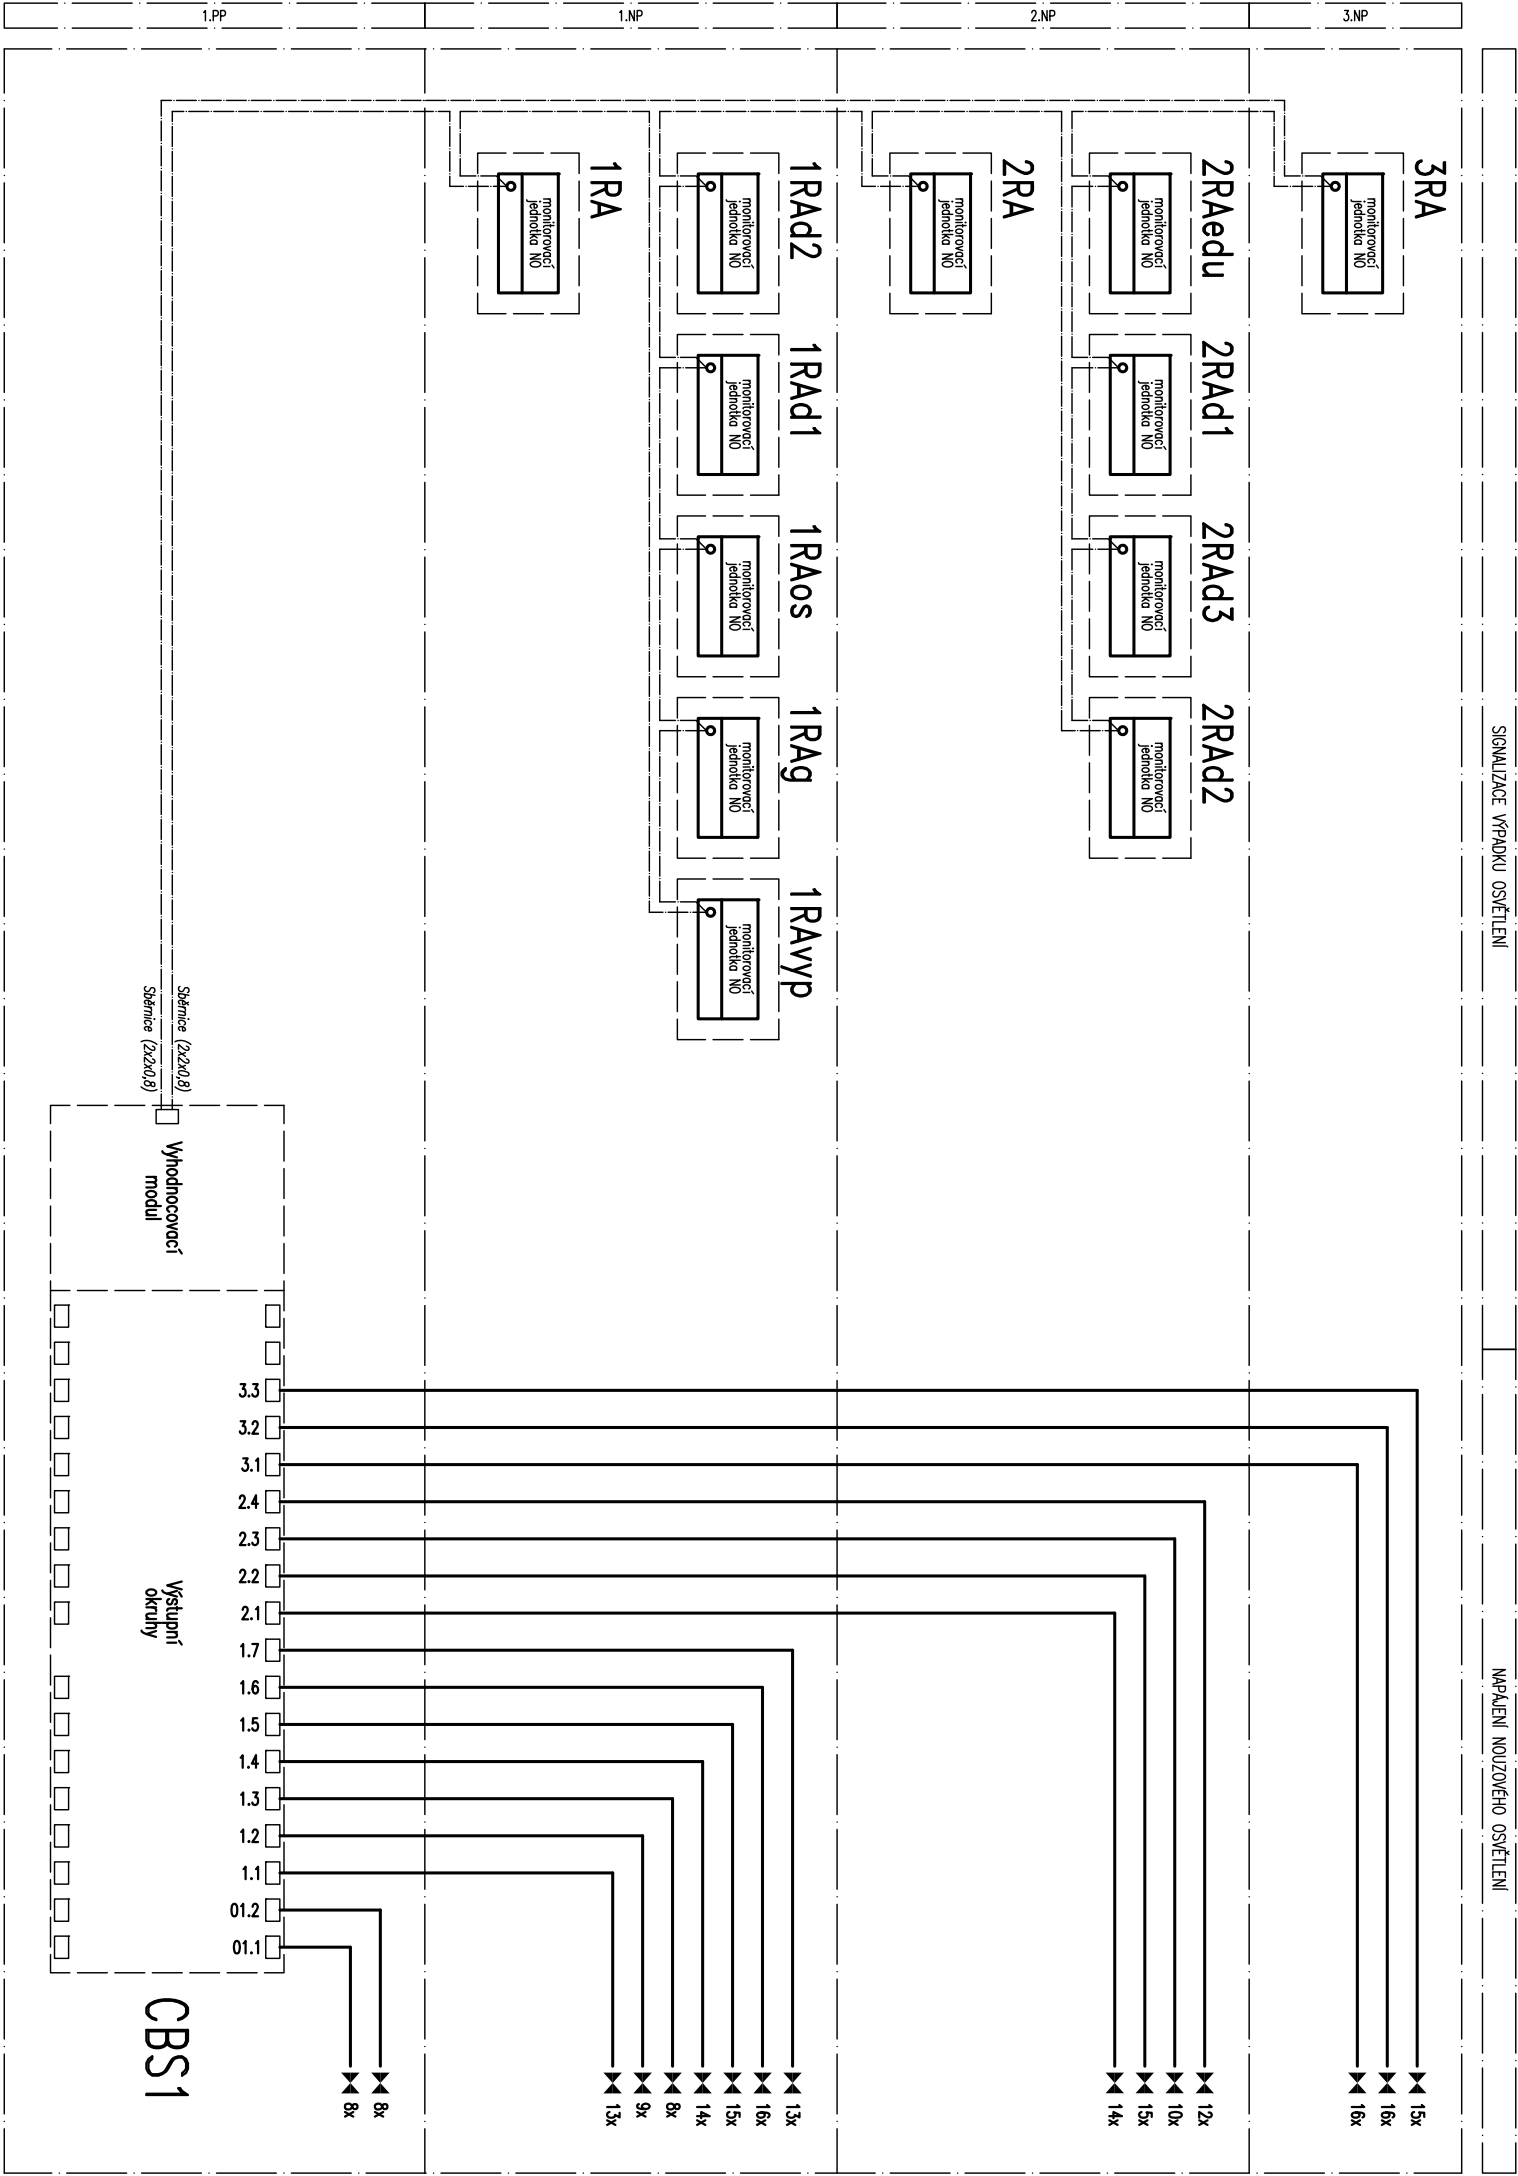 SIGNALIZACE VÝPADKU OSVĚTLENÍ
NAPÁJENÍ NOUZOVÉHO OSVĚTLENÍ
3.NP
3RA
monitorovací
jednotka NO
3.3
15x
3.2
16x
3.1
16x
2.NP
2RAedu
monitorovací
jednotka NO
2RAd1
monitorovací
jednotka NO
2RAd3
monitorovací
jednotka NO
2RAd2
monitorovací
jednotka NO
2RA
monitorovací
jednotka NO
2.4
12x
2.3
10x
2.2
15x
2.1
14x
1.NP
1RAd2
monitorovací
jednotka NO
1RAd1
monitorovací
jednotka NO
1RAos
monitorovací
jednotka NO
1RAg
monitorovací
jednotka NO
1RAvyp
monitorovací
jednotka NO
1RA
monitorovací
jednotka NO
1.7
13x
1.6
16x
1.5
15x
1.4
14x
1.3
8x
1.2
9x
1.1
13x
1.PP
01.2
8x
01.1
8x
Sběrnice (2x2x0,8)
Sběrnice (2x2x0,8)
Vyhodnocovací
modul
Výstupní
okruhy
CBS1